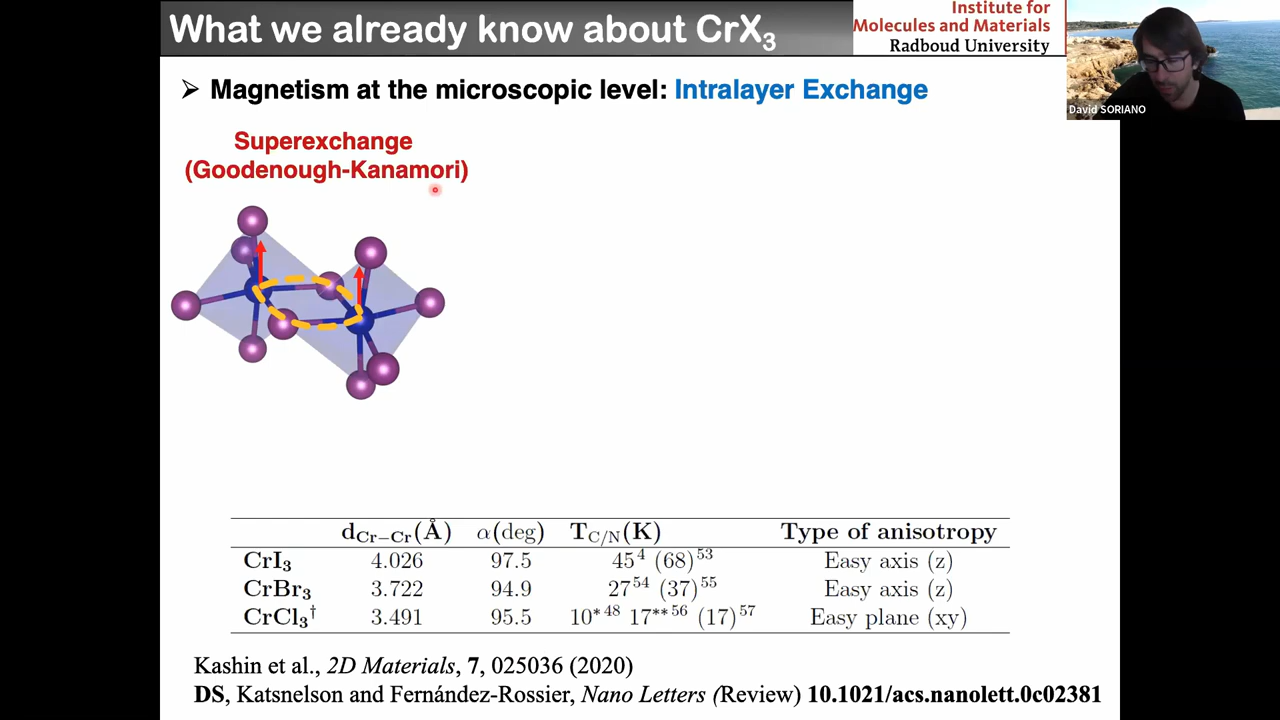 What we already know about CrX₃
Institute for
Molecules and Materials
Radboud University
David SORIANO
➢ Magnetism at the microscopic level: Intralayer Exchange
Superexchange
(Goodenough-Kanamori)
d_Cr−Cr(Å) α(deg) T_C/N(K) Type of anisotropy
CrI₃ 4.026 97.5 45⁴ (68)⁵³ Easy axis (z)
CrBr₃ 3.722 94.9 27⁵⁴ (37)⁵⁵ Easy axis (z)
CrCl₃† 3.491 95.5 10*⁴⁸ 17**⁵⁶ (17)⁵⁷ Easy plane (xy)
Kashin et al., 2D Materials, 7, 025036 (2020)
DS, Katsnelson and Fernández-Rossier, Nano Letters (Review) 10.1021/acs.nanolett.0c02381